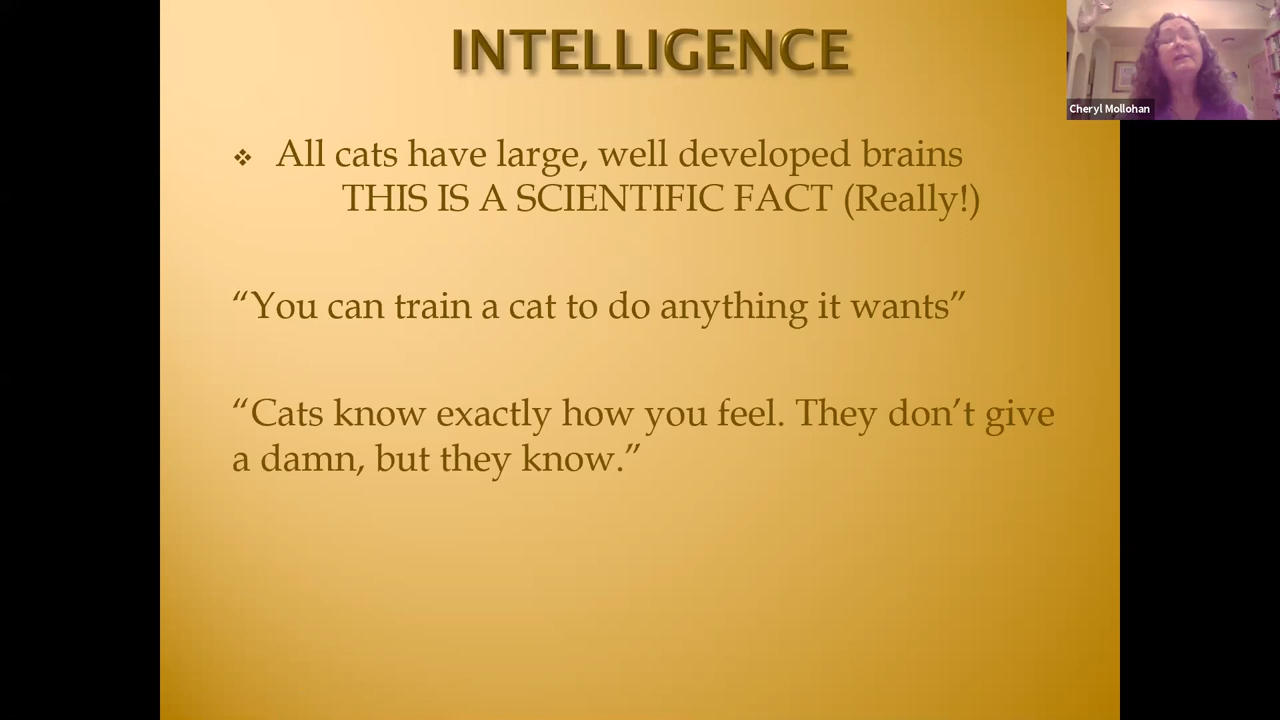 INTELLIGENCE
Cheryl Mollohan
❖ All cats have large, well developed brains
THIS IS A SCIENTIFIC FACT (Really!)
“You can train a cat to do anything it wants”
“Cats know exactly how you feel. They don’t give
a damn, but they know.”